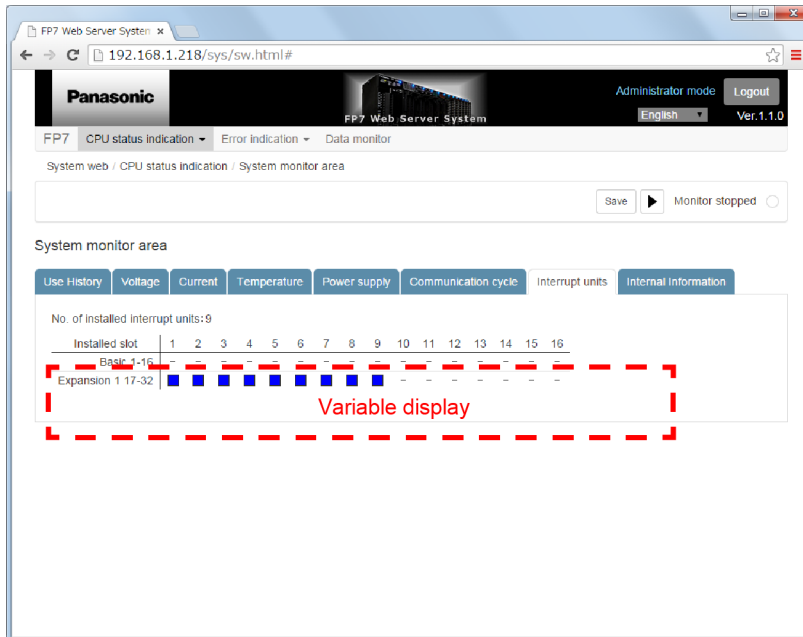 FP7 Web Server System
192.168.1.218/sys/sw.html#
Panasonic
FP7 Web Server System
Administrator mode Logout
English Ver.1.1.0
FP7 CPU status indication Error indication Data monitor
System web / CPU status indication / System monitor area
Save Monitor stopped
System monitor area
Use History Voltage Current Temperature Power supply Communication cycle Interrupt units Internal Information
No. of installed interrupt units:9
Installed slot 1 2 3 4 5 6 7 8 9 10 11 12 13 14 15 16
Basic 1-16 - - - - - - - - - - - - - - - -
Expansion 1 17-32 - - - - - - -
Variable display